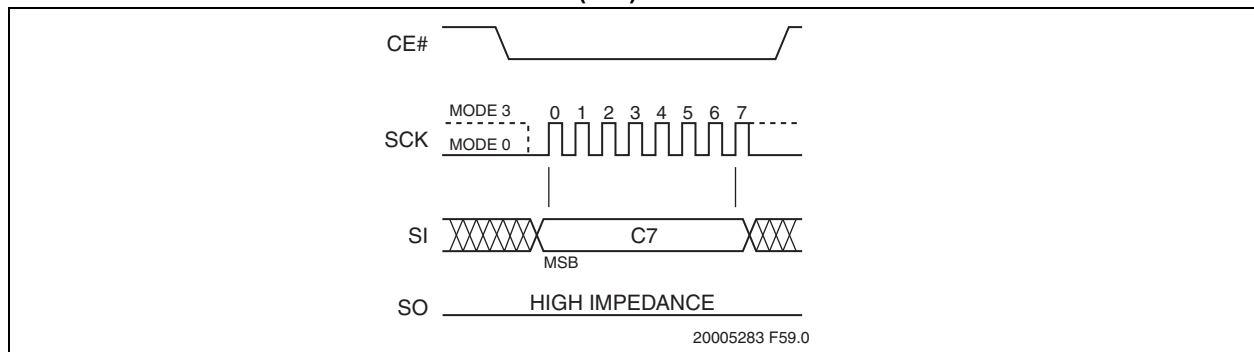 CE#
MODE 3
0 1 2 3 4 5 6 7
SCK
MODE 0
SI
C7
MSB
SO
HIGH IMPEDANCE
20005283 F59.0